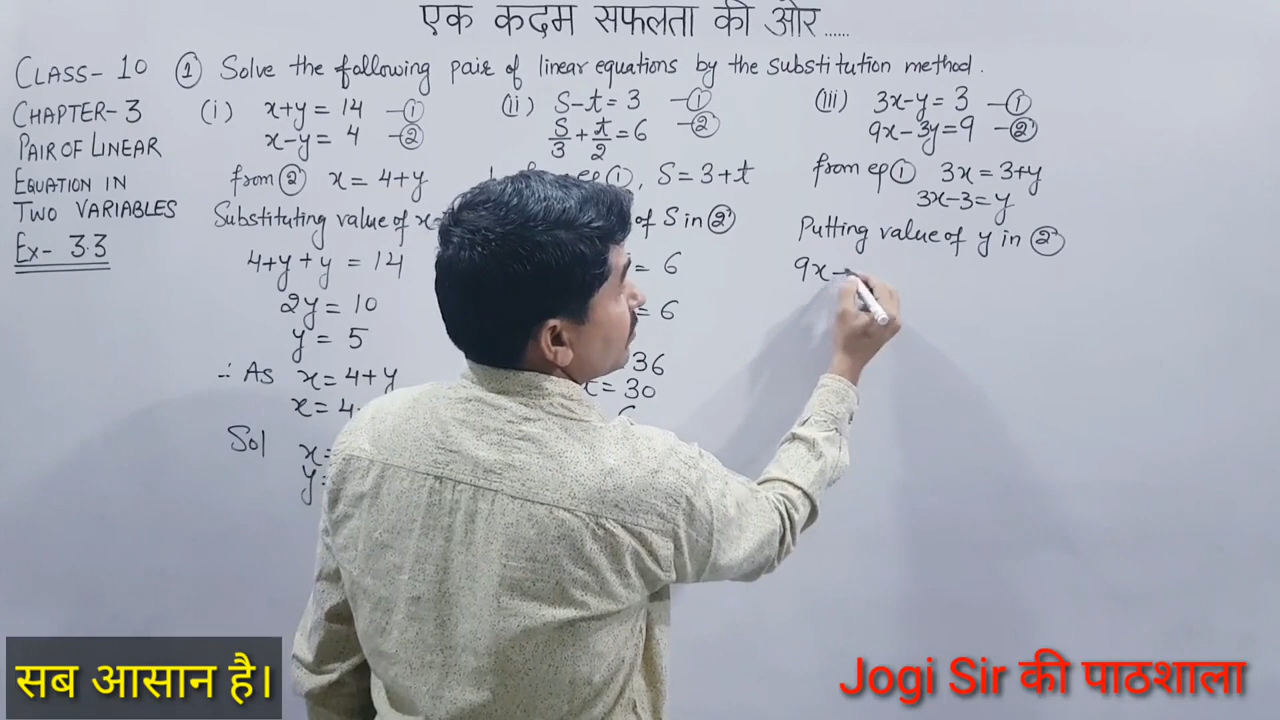 एक कदम सफलता की ओर......
CLASS- 10
CHAPTER-3
PAIR OF LINEAR
EQUATION IN
TWO VARIABLES
Ex- 3.3
① Solve the following pair of linear equations by the substitution method.
(i) x+y = 14 -①
x-y = 4 -②
from ② x = 4+y
Substituting value of x
4+y+y = 14
2y = 10
y = 5
∴ As x=4+y
x=4
Sol x=
y=
(ii) S-t = 3 -①
S/3 + t/2 = 6 -②
①, S=3+t
of S in ②
= 6
= 6
36
t=30
(iii) 3x-y = 3 -①
9x-3y=9 -②
from eq ① 3x = 3+y
3x-3=y
Putting value of y in ②
9x-
सब आसान है।
Jogi Sir की पाठशाला